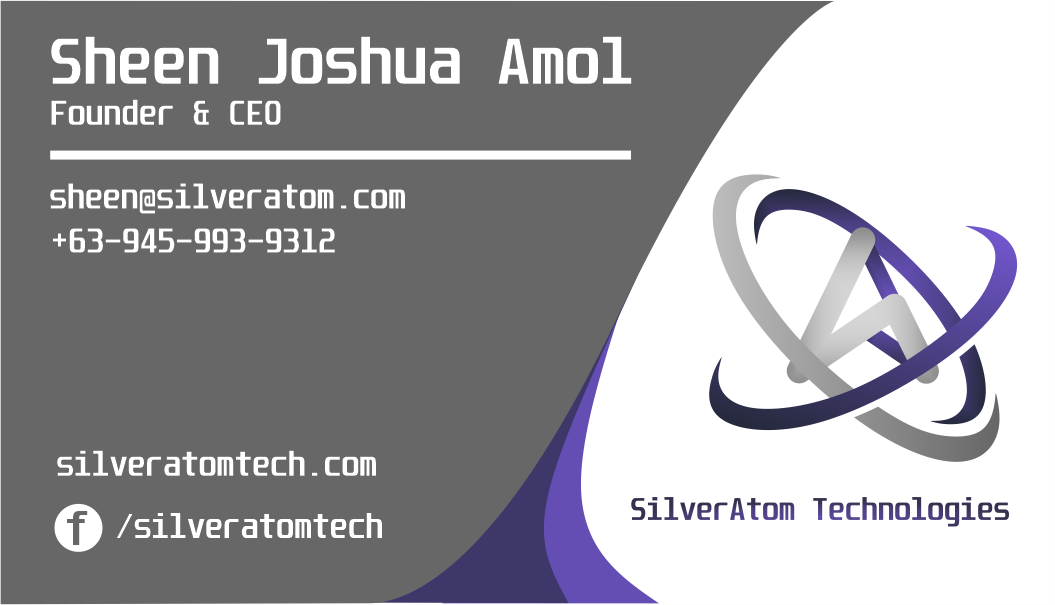 Sheen Joshua Amol
Founder & CEO
sheen@silveratom.com
+63-945-993-9312
silveratomtech.com
f /silveratomtech
SilverAtom Technologies